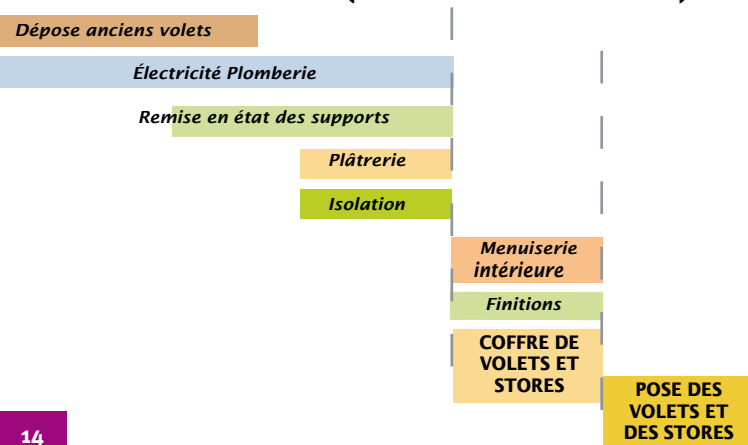 Dépose anciens volets
Électricité Plomberie
Remise en état des supports
Plâtrerie
Isolation
Menuiserie
intérieure
Finitions
COFFRE DE
VOLETS ET
STORES
POSE DES
VOLETS ET
DES STORES
14